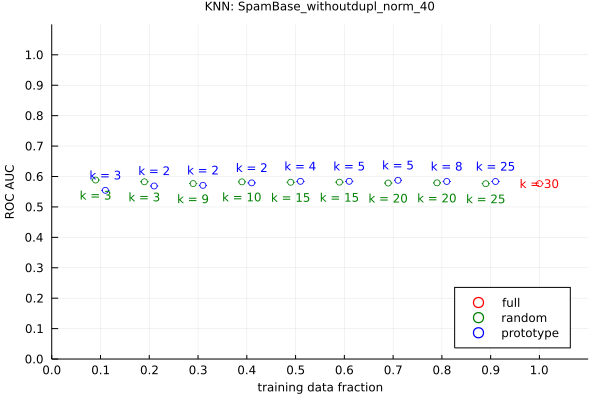 KNN: SpamBase_withoutdupl_norm_40
ROC AUC
1.0
0.9
0.8
0.7
0.6
0.5
0.4
0.3
0.2
0.1
0.0
k = 3 k = 2 k = 2 k = 2 k = 4 k = 5 k = 5 k = 8 k = 25
k = 30
k = 3 k = 3 k = 9 k = 10 k = 15 k = 15 k = 20 k = 20 k = 25
full
random
prototype
0.0 0.1 0.2 0.3 0.4 0.5 0.6 0.7 0.8 0.9 1.0
training data fraction